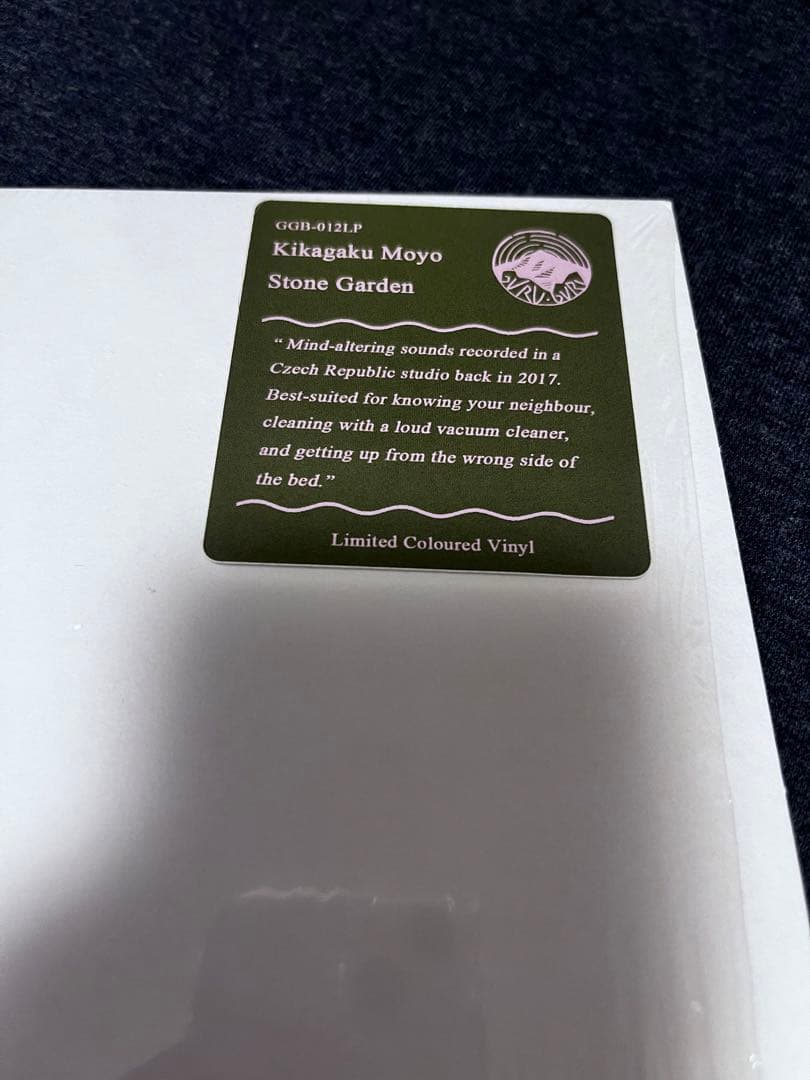 GGB-012LP
Kikagaku Moyo
Stone Garden
GURU GURU
“ Mind-altering sounds recorded in a
Czech Republic studio back in 2017.
Best-suited for knowing your neighbour,
cleaning with a loud vacuum cleaner,
and getting up from the wrong side of
the bed.”
Limited Coloured Vinyl